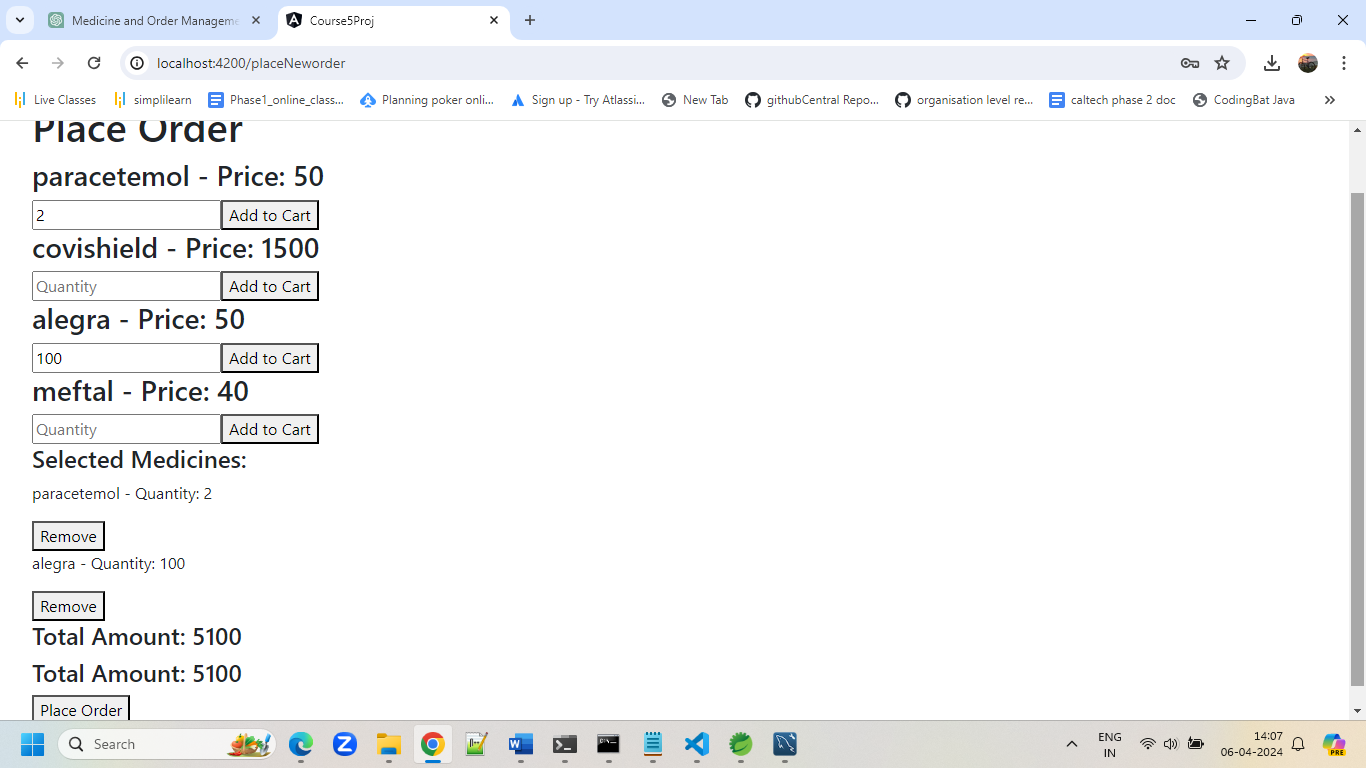 Medicine and Order Manageme
Course5Proj
localhost:4200/placeNeworder
Live Classes simplilearn Phase1_online_class... Planning poker onli... Sign up - Try Atlassi... New Tab githubCentral Repo... organisation level re... caltech phase 2 doc CodingBat Java
Place Order
paracetemol - Price: 50
2 Add to Cart
covishield - Price: 1500
Quantity Add to Cart
alegra - Price: 50
100 Add to Cart
meftal - Price: 40
Quantity Add to Cart
Selected Medicines:
paracetemol - Quantity: 2
Remove
alegra - Quantity: 100
Remove
Total Amount: 5100
Total Amount: 5100
Place Order
Search
ENG
IN
14:07
06-04-2024
PRE